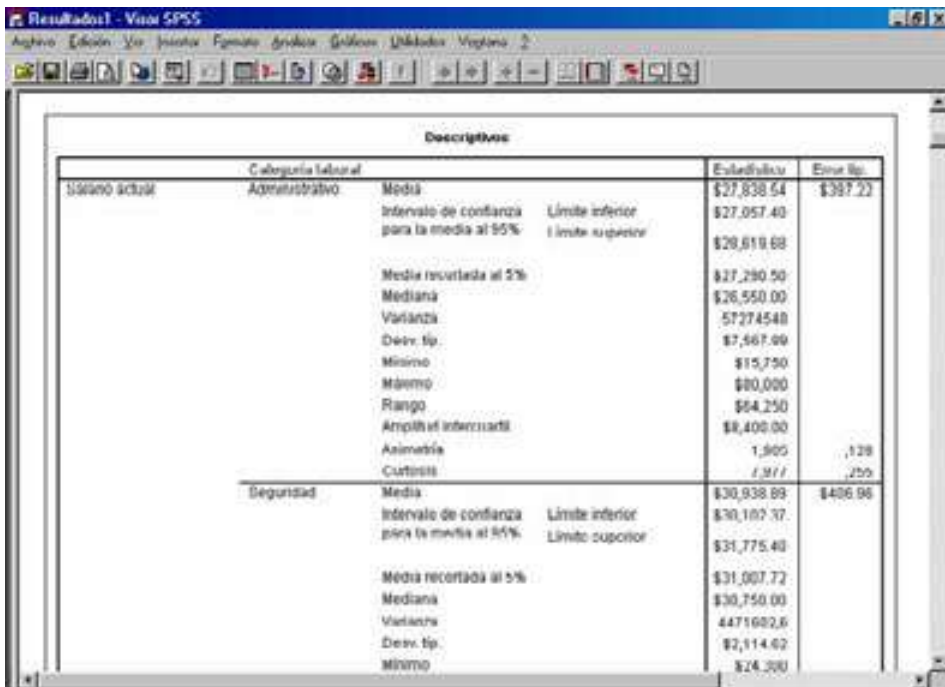 Resultados1 - Visor SPSS
Archivo Edición Ver Insertar Formato Analizar Gráficos Utilidades Ventana ?
Descriptivos
Categoría laboral Estadístico Error típ.
Salario actual Administrativo Media $27,838.54 $397.22
Intervalo de confianza para la media al 95% Límite inferior $27,057.40
Límite superior $28,619.68
Media recortada al 5% $27,290.50
Mediana $26,550.00
Varianza 57274548
Desv. típ. $7,567.99
Mínimo $15,750
Máximo $80,000
Rango $64,250
Amplitud intercuartil $8,400.00
Asimetría 1,905 ,128
Curtosis 7,977 ,255
Seguridad Media $30,938.89 $406.96
Intervalo de confianza para la media al 95% Límite inferior $30,102.37
Límite superior $31,775.40
Media recortada al 5% $31,007.72
Mediana $30,750.00
Varianza 4471602,6
Desv. típ. $2,114.62
Mínimo $24,300